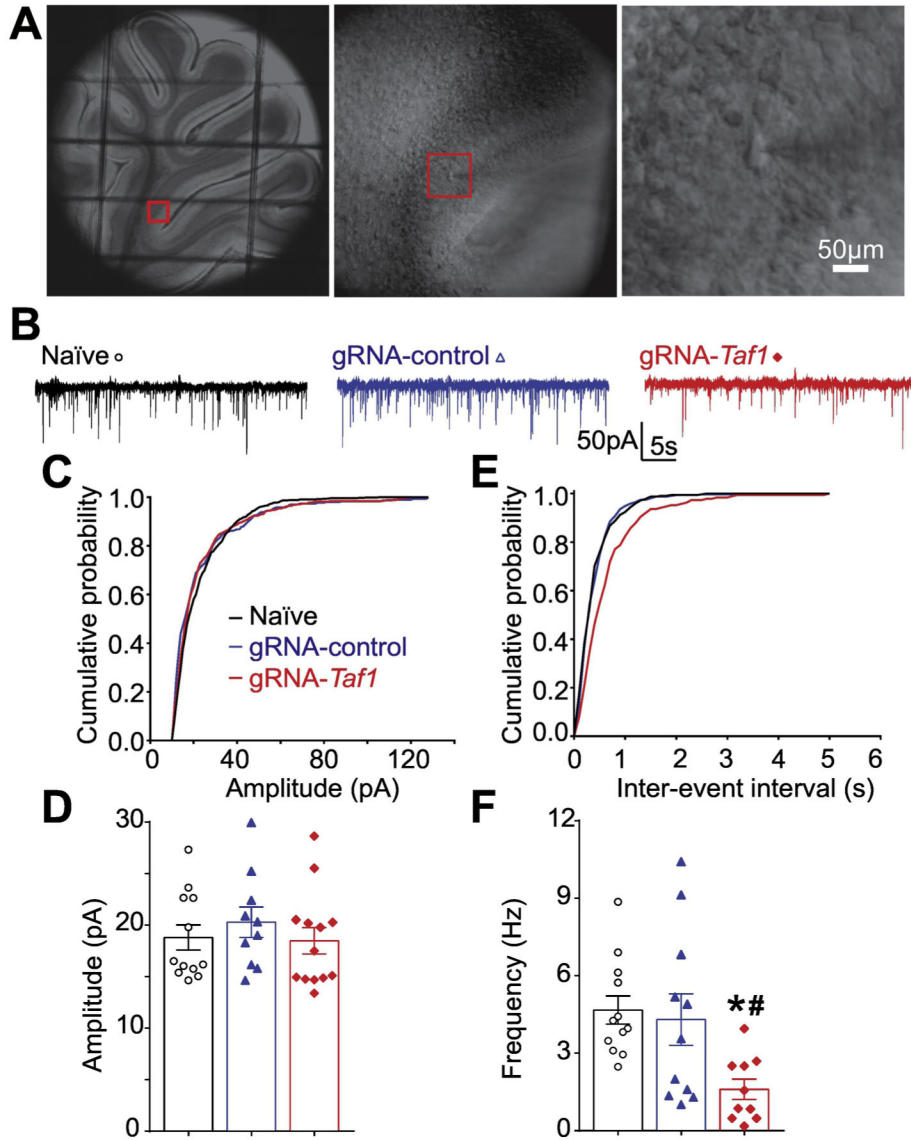 A
50µm
B
Naïve
gRNA-control
gRNA-Taf1
50pA
5s
C
1.0
0.8
0.6
0.4
0.2
0.0
Cumulative probability
Naïve
gRNA-control
gRNA-Taf1
0 40 80 120
Amplitude (pA)
E
1.0
0.8
0.6
0.4
0.2
0.0
Cumulative probability
0 1 2 3 4 5 6
Inter-event interval (s)
D
30
20
10
0
Amplitude (pA)
F
12
9
6
3
0
Frequency (Hz)
*#